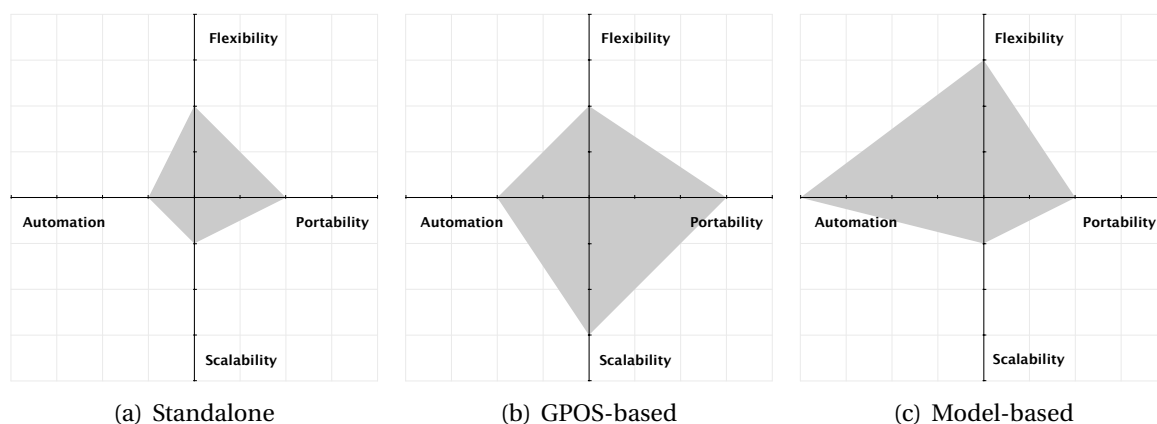 Flexibility
Automation
Portability
Scalability
(a) Standalone
Flexibility
Automation
Portability
Scalability
(b) GPOS-based
Flexibility
Automation
Portability
Scalability
(c) Model-based